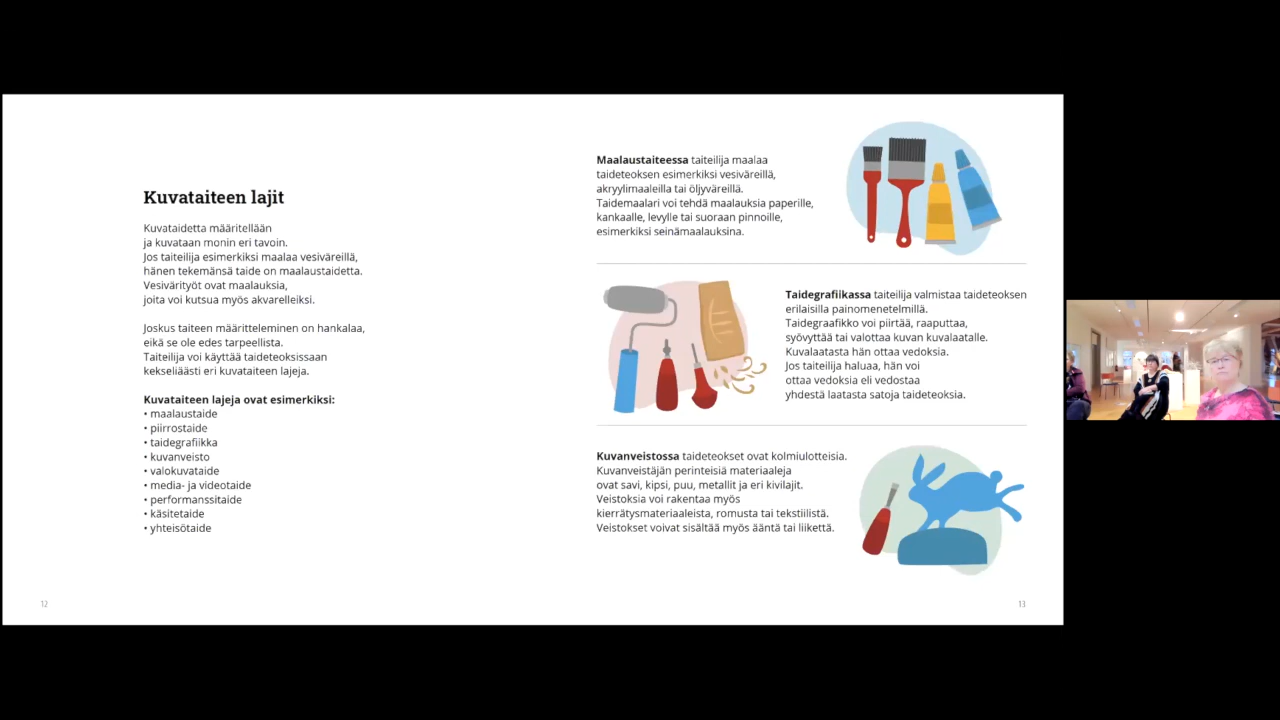 Kuvataiteen lajit
Kuvataidetta määritellään
ja kuvataan monin eri tavoin.
Jos taiteilija esimerkiksi maalaa vesiväreillä,
hänen tekemänsä taide on maalaustaidetta.
Vesivärityöt ovat maalauksia,
joita voi kutsua myös akvarelleiksi.
Joskus taiteen määritteleminen on hankalaa,
eikä se ole edes tarpeellista.
Taiteilija voi käyttää taideteoksissaan
kekseliäästi eri kuvataiteen lajeja.
Kuvataiteen lajeja ovat esimerkiksi:
• maalaustaide
• piirrostaide
• taidegrafiikka
• kuvanveisto
• valokuvataide
• media- ja videotaide
• performanssitaide
• käsitetaide
• yhteisötaide
12
Maalaustaiteessa taiteilija maalaa
taideteoksen esimerkiksi vesiväreillä,
akryylimaaleilla tai öljyväreillä.
Taidemaalari voi tehdä maalauksia paperille,
kankaalle, levylle tai suoraan pinnoille,
esimerkiksi seinämaalauksina.
Taidegrafiikassa taiteilija valmistaa taideteoksen
erilaisilla painomenetelmillä.
Taidegraafikko voi piirtää, raaputtaa,
syövyttää tai valottaa kuvan kuvalaatalle.
Kuvalaatasta hän ottaa vedoksia.
Jos taiteilija haluaa, hän voi
ottaa vedoksia eli vedostaa
yhdestä laatasta satoja taideteoksia.
Kuvanveistossa taideteokset ovat kolmiulotteisia.
Kuvanveistäjän perinteisiä materiaaleja
ovat savi, kipsi, puu, metallit ja eri kivilajit.
Veistoksia voi rakentaa myös
kierrätysmateriaaleista, romusta tai tekstiilistä.
Veistokset voivat sisältää myös ääntä tai liikettä.
13